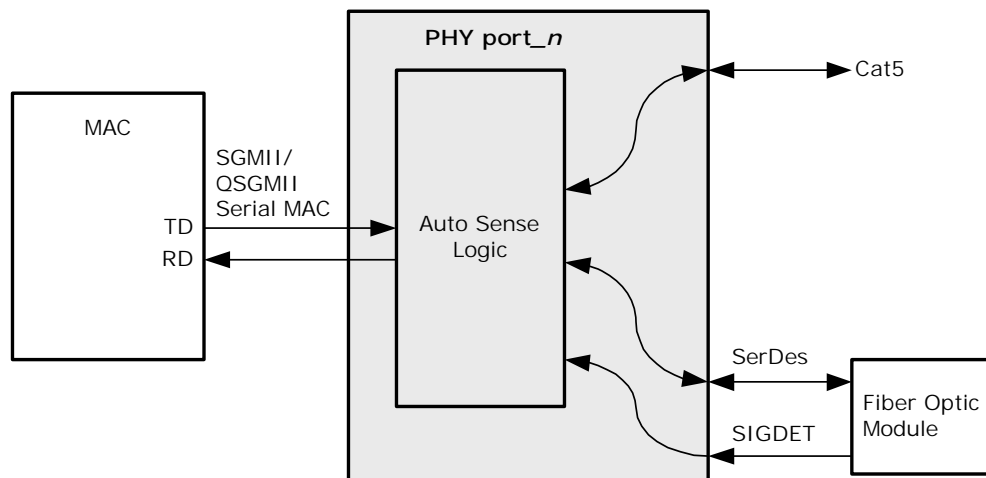 PHY port_n
Cat5
MAC
SGMII/
QSGMII
Serial MAC
TD
RD
Auto Sense
Logic
SerDes
SIGDET
Fiber Optic
Module